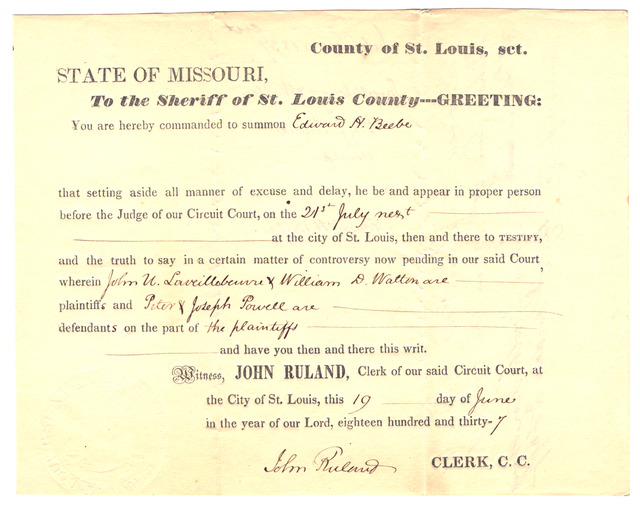 County of St. Louis, sct.
STATE OF MISSOURI,
To the Sheriff of St. Louis County---GREETING:
You are hereby commanded to summon Edward H. Beebe
that setting aside all manner of excuse and delay, he be and appear in proper person
before the Judge of our Circuit Court, on the 21st July next
at the city of St. Louis, then and there to TESTIFY,
and the truth to say in a certain matter of controversy now pending in our said Court,
wherein John U. Laveillebeuvre & William D. Walton are
plaintiffs and Peter & Joseph Powell are
defendants on the part of the plaintiffs
and have you then and there this writ.
Witness, JOHN RULAND, Clerk of our said Circuit Court, at
the City of St. Louis, this 19 day of June
in the year of our Lord, eighteen hundred and thirty-7
John Ruland CLERK, C. C.